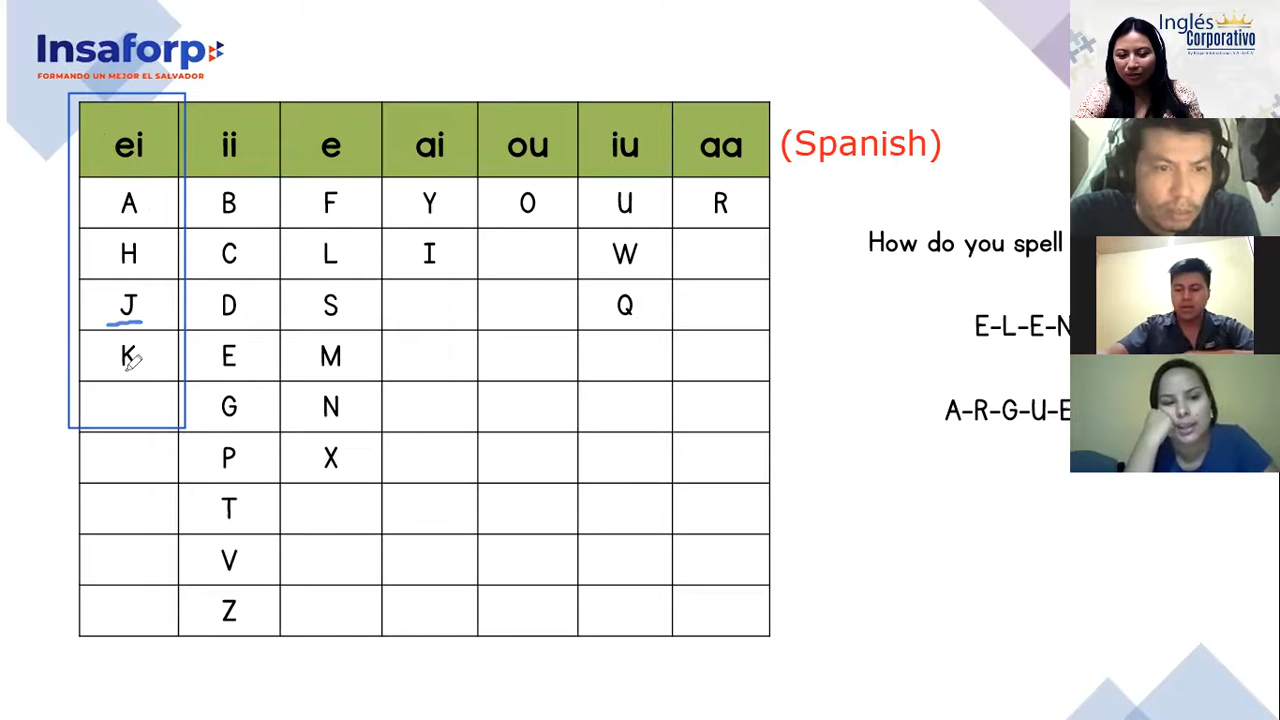 Insaforp
FORMANDO UN MEJOR EL SALVADOR
Inglés
Corporativo
ei ii e ai ou iu aa (Spanish)
A B F Y O U R
H C L I W
J D S Q
K E M
G N
P X
T
V
Z
How do you spell
E-L-E-N
A-R-G-U-E